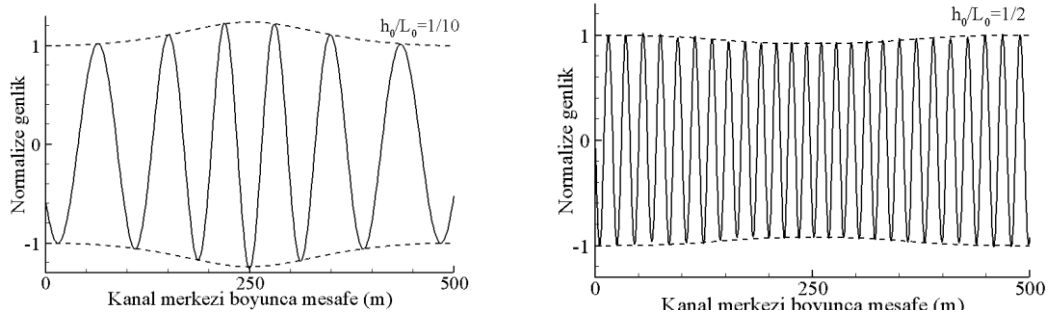 h₀/L₀=1/10
Normalize genlik
1
0
-1
0
250
500
Kanal merkezi boyunca mesafe (m)
h₀/L₀=1/2
Normalize genlik
1
0
-1
0
250
500
Kanal merkezi boyunca mesafe (m)